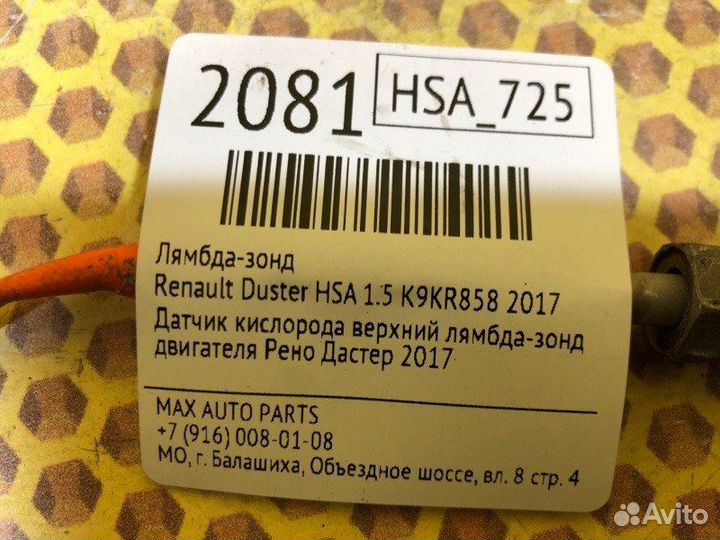 2081 HSA_725
Лямбда-зонд
Renault Duster HSA 1.5 K9KR858 2017
Датчик кислорода верхний лямбда-зонд
двигателя Рено Дастер 2017
MAX AUTO PARTS
+7 (916) 008-01-08
МО, г. Балашиха, Объездное шоссе, вл. 8 стр. 4
Avito